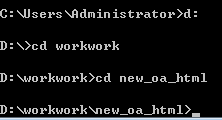 C:\Users\Administrator>d:
D:\>cd workwork
D:\workwork>cd new_oa_html
D:\workwork\new_oa_html>_